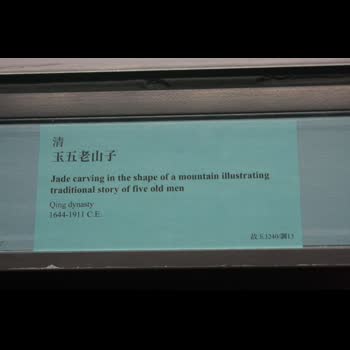 清
玉五老山子
Jade carving in the shape of a mountain illustrating
traditional story of five old men
Qing dynasty
1644-1911 C.E.